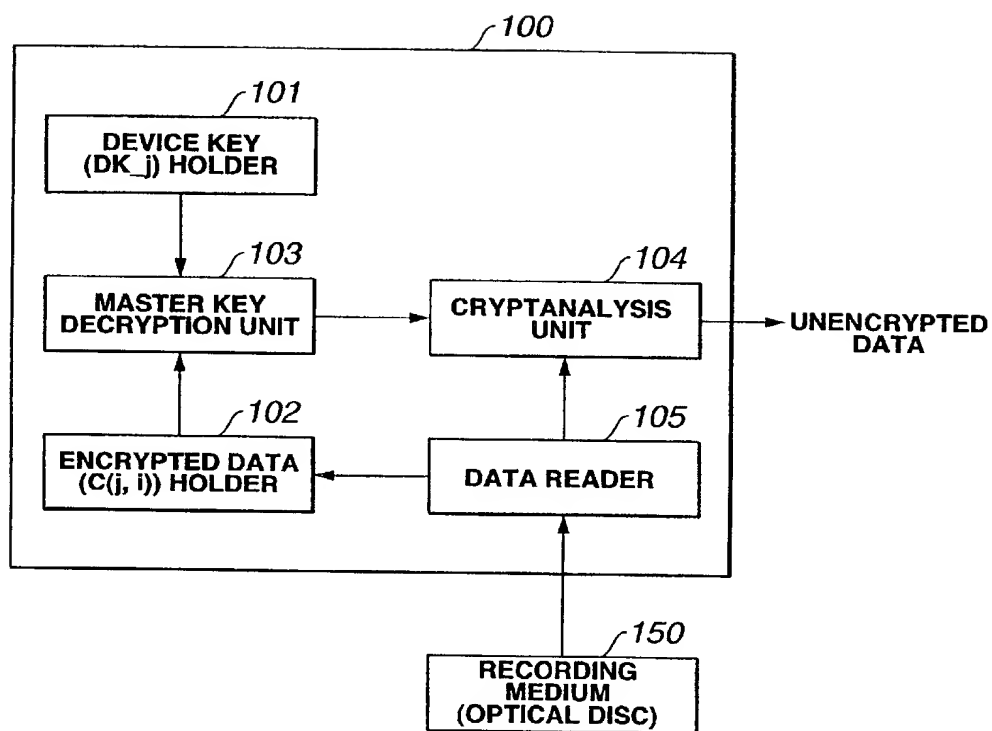 100
101
DEVICE KEY
(DK_j) HOLDER
103
MASTER KEY
DECRYPTION UNIT
104
CRYPTANALYSIS
UNIT
UNENCRYPTED
DATA
102
ENCRYPTED DATA
(C(j, i)) HOLDER
105
DATA READER
150
RECORDING
MEDIUM
(OPTICAL DISC)